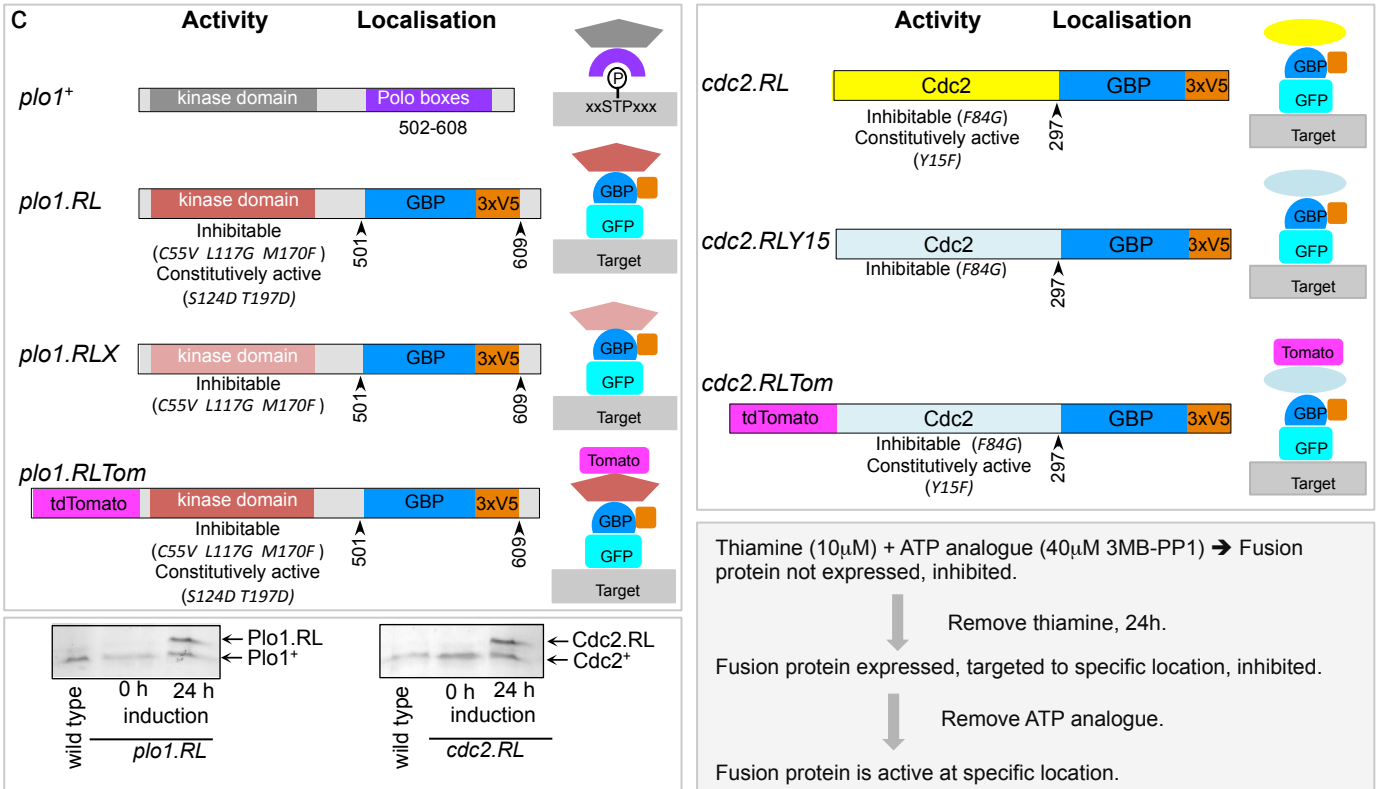 C
Activity
Localisation
plo1+
kinase domain
Polo boxes
502-608
P
xxSTPxxx
plo1.RL
kinase domain
GBP
3xV5
Inhibitable
(C55V L117G M170F )
Constitutively active
(S124D T197D)
501
609
GBP
GFP
Target
plo1.RLX
kinase domain
GBP
3xV5
Inhibitable
(C55V L117G M170F )
501
609
GBP
GFP
Target
plo1.RLTom
tdTomato
kinase domain
GBP
3xV5
Inhibitable
(C55V L117G M170F )
Constitutively active
(S124D T197D)
501
609
Tomato
GBP
GFP
Target
Activity
Localisation
cdc2.RL
Cdc2
GBP
3xV5
Inhibitable (F84G)
Constitutively active
(Y15F)
297
GBP
GFP
Target
cdc2.RLY15
Cdc2
GBP
3xV5
Inhibitable (F84G)
297
GBP
GFP
Target
cdc2.RLTom
tdTomato
Cdc2
GBP
3xV5
Inhibitable (F84G)
Constitutively active
(Y15F)
297
Tomato
GBP
GFP
Target
Plo1.RL
Plo1+
wild type
0 h
24 h
induction
plo1.RL
Cdc2.RL
Cdc2+
wild type
0 h
24 h
induction
cdc2.RL
Thiamine (10µM) + ATP analogue (40µM 3MB-PP1) ➔ Fusion
protein not expressed, inhibited.
Remove thiamine, 24h.
Fusion protein expressed, targeted to specific location, inhibited.
Remove ATP analogue.
Fusion protein is active at specific location.